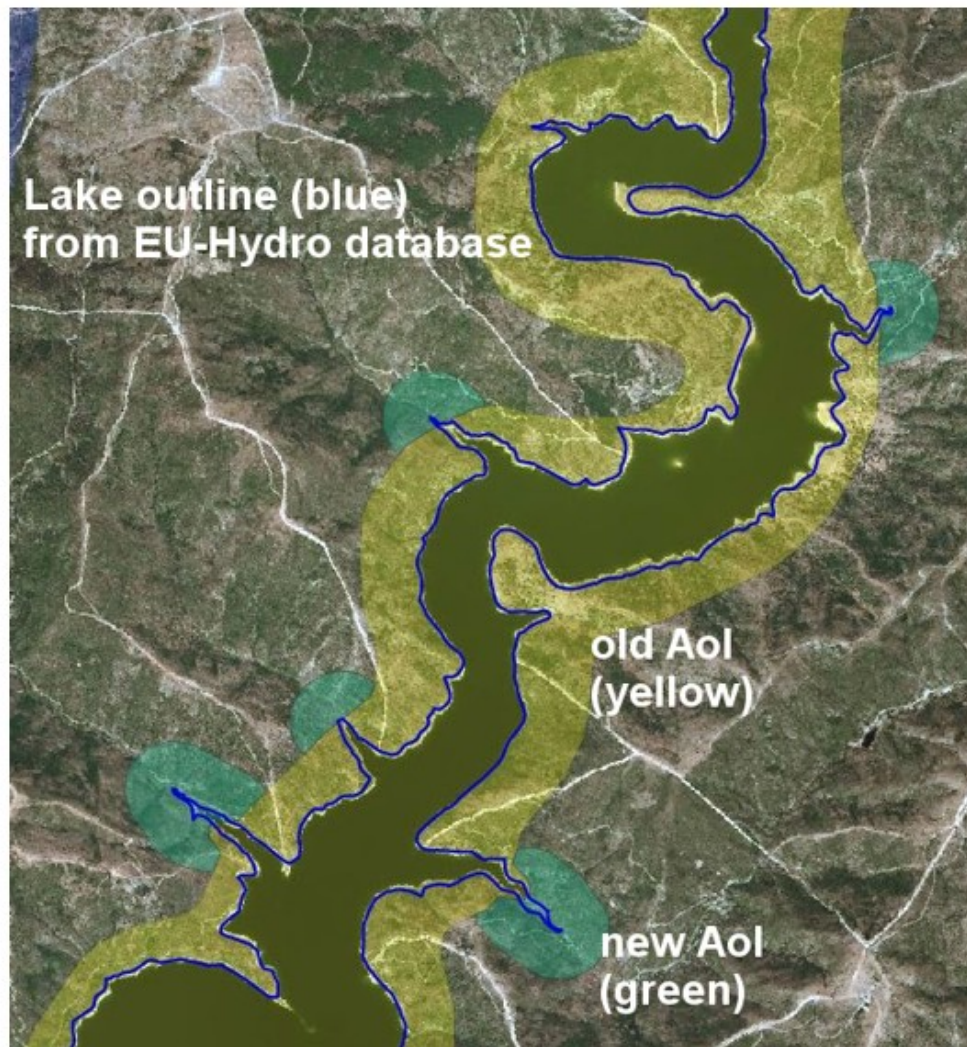 Lake outline (blue)
from EU-Hydro database
old AoI
(yellow)
new AoI
(green)